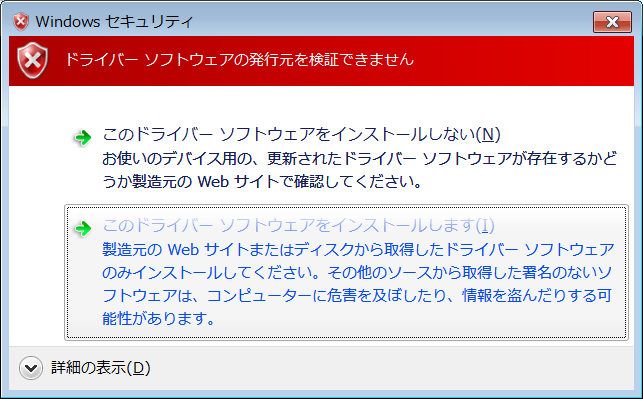 Windows セキュリティ
ドライバー ソフトウェアの発行元を検証できません
このドライバー ソフトウェアをインストールしない(N)
お使いのデバイス用の、更新されたドライバー ソフトウェアが存在するかど
うか製造元の Web サイトで確認してください。
このドライバー ソフトウェアをインストールします(I)
製造元の Web サイトまたはディスクから取得したドライバー ソフトウェア
のみインストールしてください。その他のソースから取得した署名のないソ
フトウェアは、コンピューターに危害を及ぼしたり、情報を盗んだりする可
能性があります。
詳細の表示(D)